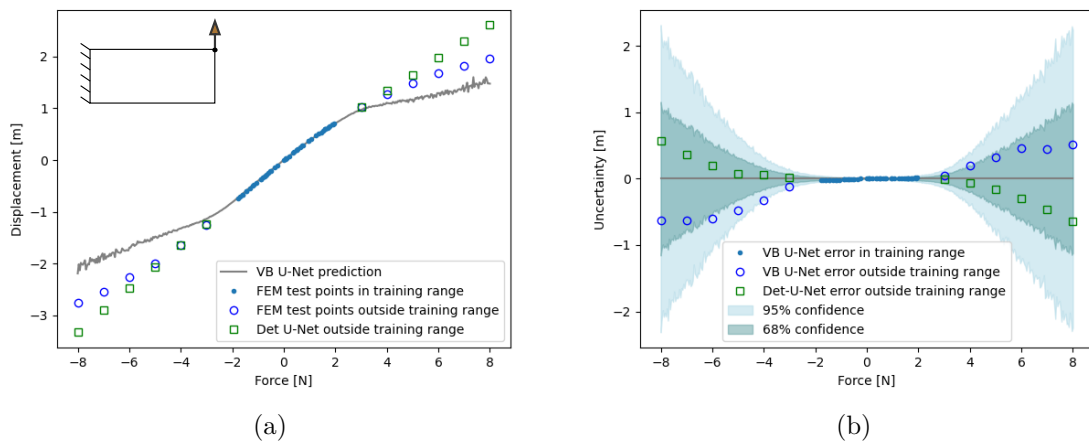 2
1
0
−1
−2
−3
Displacement [m]
−8 −6 −4 −2 0 2 4 6 8
Force [N]
VB U-Net prediction
FEM test points in training range
FEM test points outside training range
Det U-Net outside training range
(a)
2
1
0
−1
−2
Uncertainty [m]
−8 −6 −4 −2 0 2 4 6 8
Force [N]
VB U-Net error in training range
VB U-Net error outside training range
Det-U-Net error outside training range
95% confidence
68% confidence
(b)